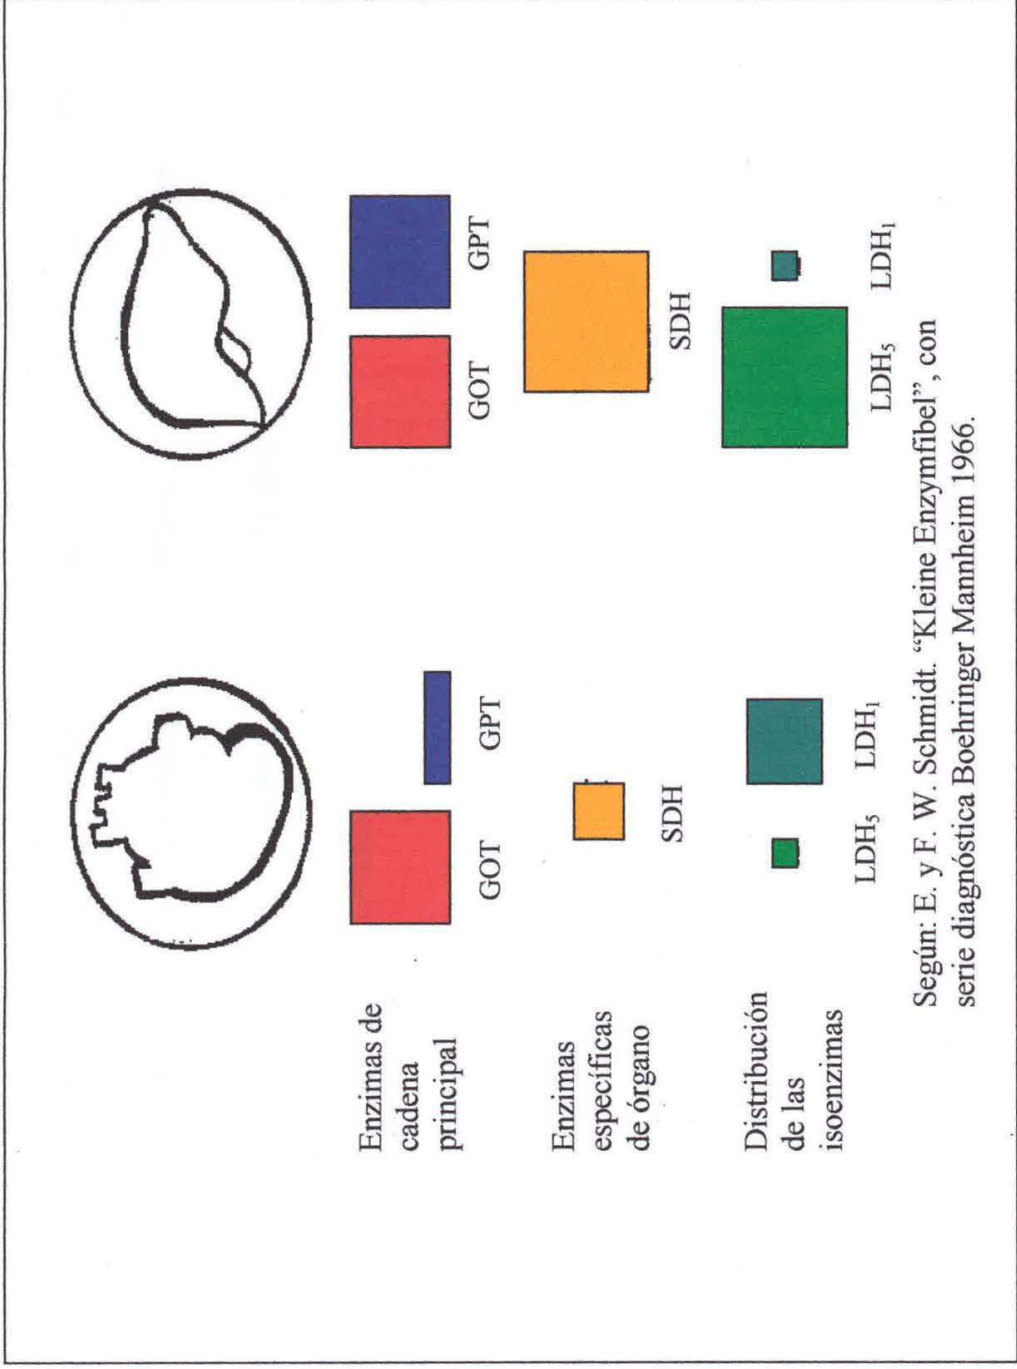 Enzimas de
cadena
principal
GOT
GPT
GOT
GPT
Enzimas
específicas
de órgano
SDH
SDH
Distribución
de las
isoenzimas
LDH₅
LDH₁
LDH₅
LDH₁
Según: E. y F. W. Schmidt. “Kleine Enzymfibel”, con
serie diagnóstica Boehringer Mannheim 1966.